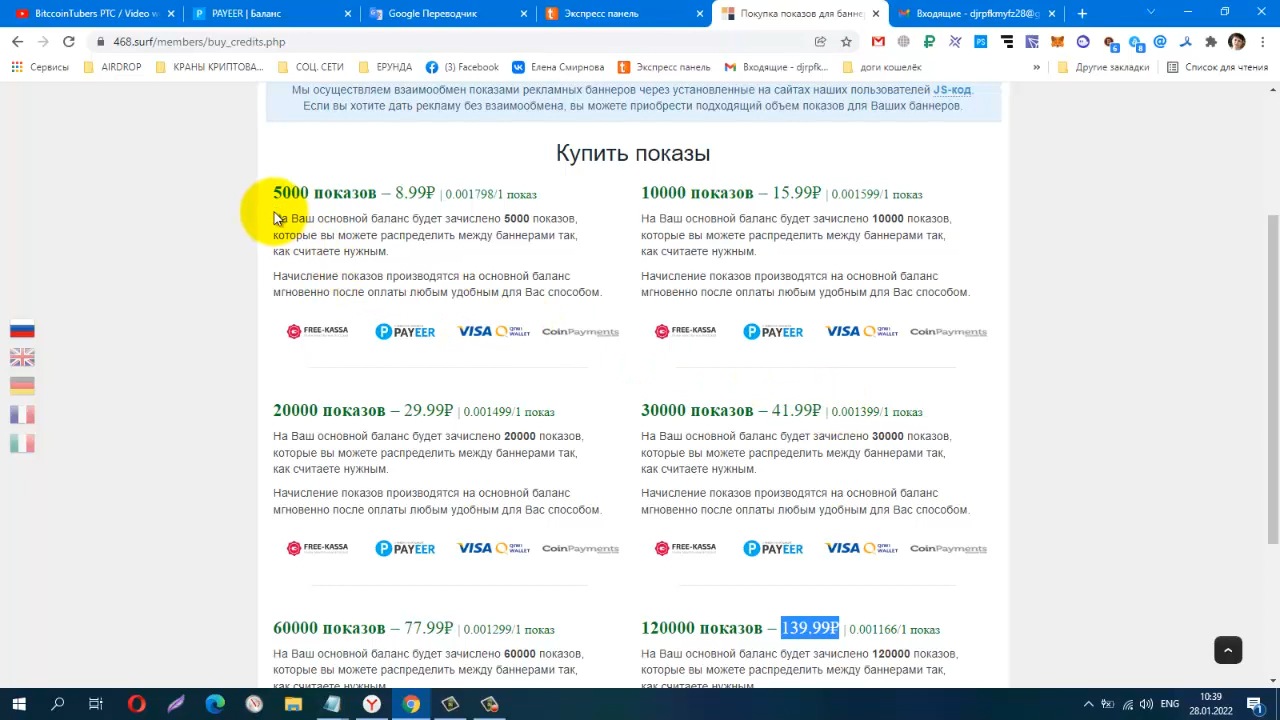 BitccoinTubers PTC / Video w
PAYEER | Баланс
Google Переводчик
Экспресс панель
Покупка показов для банне
Входящие - djrpfkmyfz28@g
468.surf/members/buy_credits.php
Сервисы
AIRDROP
КРАНЫ КРИПТОВА...
СОЦ. СЕТИ
ЕРУНДА
(3) Facebook
Елена Смирнова
Экспресс панель
Входящие - djrpfk...
доги кошелёк
»
Другие закладки
Список для чтения
Мы осуществляем взаимообмен показами рекламных баннеров через установленные на сайтах наших пользователей JS-код.
Если вы хотите дать рекламу без взаимообмена, вы можете приобрести подходящий объем показов для Ваших баннеров.
Купить показы
5000 показов – 8.99₽ | 0.001798/1 показ
На Ваш основной баланс будет зачислено 5000 показов,
которые вы можете распределить между баннерами так,
как считаете нужным.
Начисление показов производятся на основной баланс
мгновенно после оплаты любым удобным для Вас способом.
FREE-KASSA
PAYEER
VISA QIWI WALLET
CoinPayments
10000 показов – 15.99₽ | 0.001599/1 показ
На Ваш основной баланс будет зачислено 10000 показов,
которые вы можете распределить между баннерами так,
как считаете нужным.
Начисление показов производятся на основной баланс
мгновенно после оплаты любым удобным для Вас способом.
FREE-KASSA
PAYEER
VISA QIWI WALLET
CoinPayments
20000 показов – 29.99₽ | 0.001499/1 показ
На Ваш основной баланс будет зачислено 20000 показов,
которые вы можете распределить между баннерами так,
как считаете нужным.
Начисление показов производятся на основной баланс
мгновенно после оплаты любым удобным для Вас способом.
FREE-KASSA
PAYEER
VISA QIWI WALLET
CoinPayments
30000 показов – 41.99₽ | 0.001399/1 показ
На Ваш основной баланс будет зачислено 30000 показов,
которые вы можете распределить между баннерами так,
как считаете нужным.
Начисление показов производятся на основной баланс
мгновенно после оплаты любым удобным для Вас способом.
FREE-KASSA
PAYEER
VISA QIWI WALLET
CoinPayments
60000 показов – 77.99₽ | 0.001299/1 показ
На Ваш основной баланс будет зачислено 60000 показов,
которые вы можете распределить между баннерами так,
как считаете нужным.
120000 показов – 139.99₽ | 0.001166/1 показ
На Ваш основной баланс будет зачислено 120000 показов,
которые вы можете распределить между баннерами так,
как считаете нужным.
ENG
10:39
28.01.2022